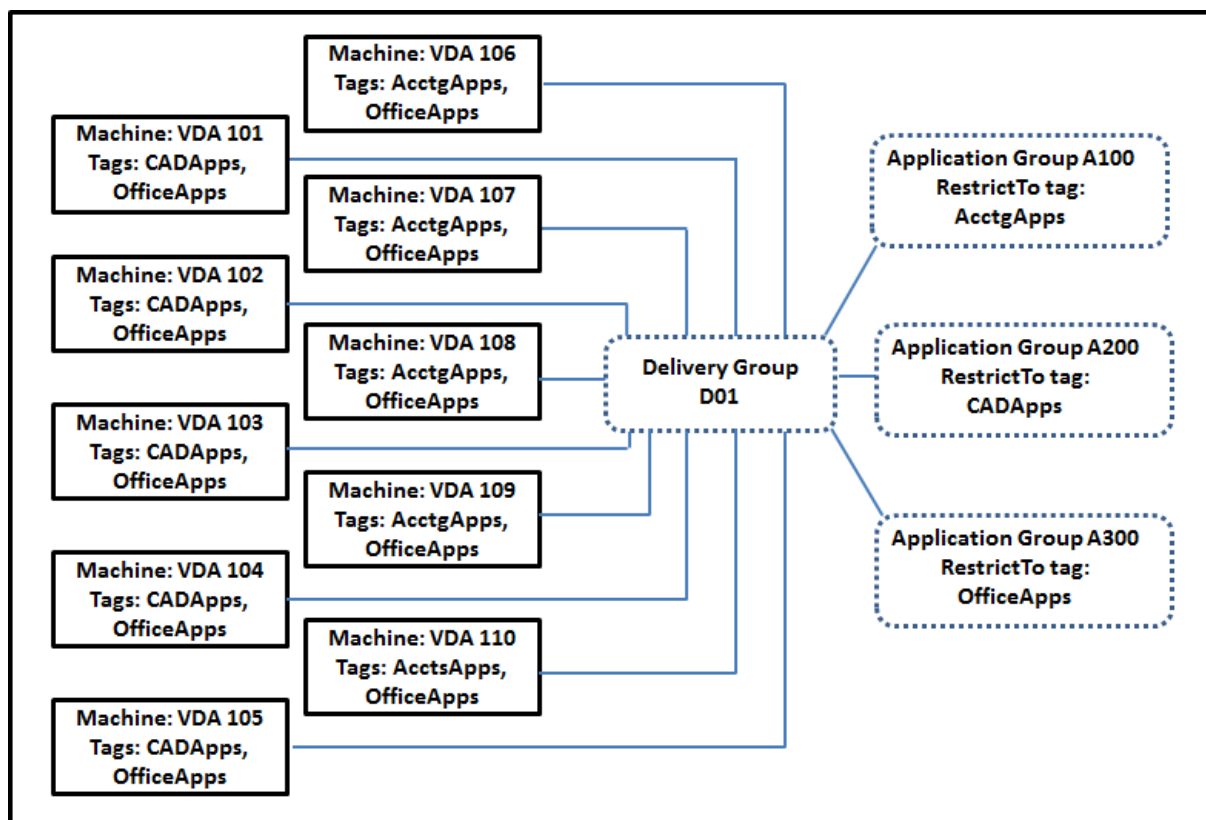 Machine: VDA 106
Tags: AcctgApps,
OfficeApps
Machine: VDA 101
Tags: CADApps,
OfficeApps
Machine: VDA 107
Tags: AcctgApps,
OfficeApps
Machine: VDA 102
Tags: CADApps,
OfficeApps
Machine: VDA 108
Tags: AcctgApps,
OfficeApps
Machine: VDA 103
Tags: CADApps,
OfficeApps
Machine: VDA 109
Tags: AcctgApps,
OfficeApps
Machine: VDA 104
Tags: CADApps,
OfficeApps
Machine: VDA 110
Tags: AcctsApps,
OfficeApps
Machine: VDA 105
Tags: CADApps,
OfficeApps
Delivery Group
D01
Application Group A100
RestrictTo tag:
AcctgApps
Application Group A200
RestrictTo tag:
CADApps
Application Group A300
RestrictTo tag:
OfficeApps